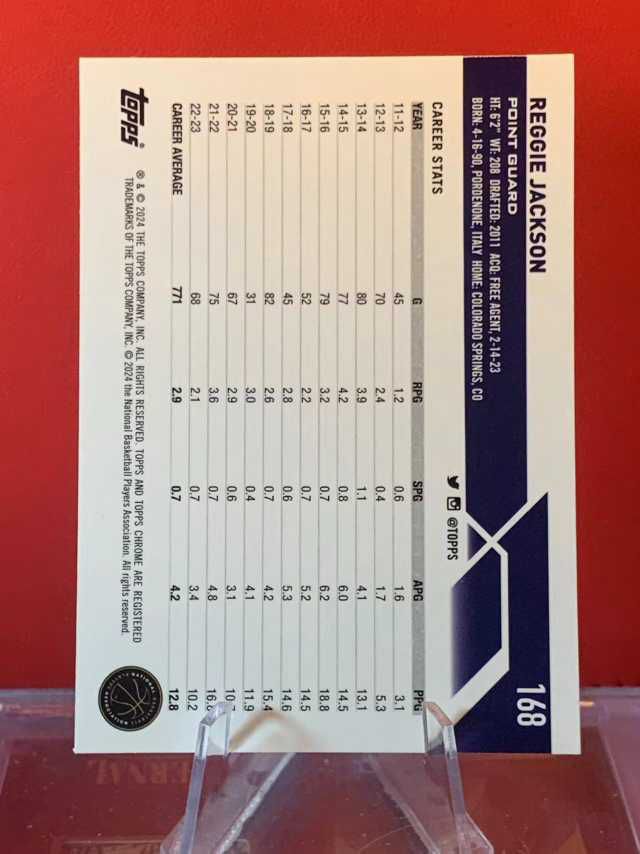 REGGIE JACKSON
168
POINT GUARD
HT: 6'2" WT: 208 DRAFTED: 2011 ACQ: FREE AGENT, 2-14-23
BORN: 4-16-90, PORDENONE, ITALY HOME: COLORADO SPRINGS, CO
@TOPPS
CAREER STATS
YEAR G RPG SPG APG PPG
11-12 45 1.2 0.6 1.6 3.1
12-13 70 2.4 0.4 1.7 5.3
13-14 80 3.9 1.1 4.1 13.1
14-15 77 4.2 0.8 6.0 14.5
15-16 79 3.2 0.7 6.2 18.8
16-17 52 2.2 0.7 5.2 14.5
17-18 45 2.8 0.6 5.3 14.6
18-19 82 2.6 0.7 4.2 15.4
19-20 31 3.0 0.4 4.1 11.9
20-21 67 2.9 0.6 3.1
21-22 75 3.6 0.7 4.8
22-23 68 2.1 0.7 3.4 10.2
CAREER AVERAGE 771 2.9 0.7 4.2 12.8
Topps®
® & © 2024 THE TOPPS COMPANY, INC. ALL RIGHTS RESERVED. TOPPS AND TOPPS CHROME ARE REGISTERED
TRADEMARKS OF THE TOPPS COMPANY, INC. © 2024 the National Basketball Players Association. All rights reserved.